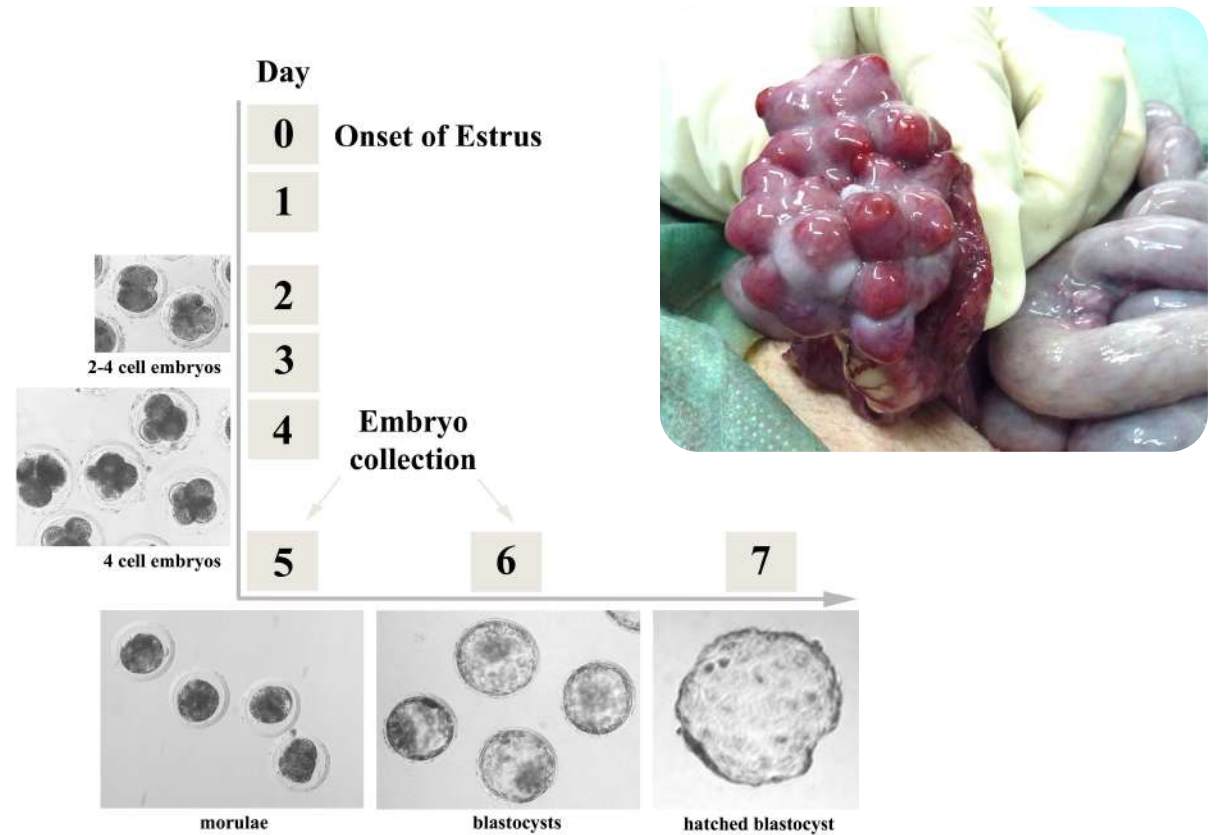 Day
0
Onset of Estrus
1
2
2-4 cell embryos
3
4
Embryo
collection
4 cell embryos
5
6
7
morulae
blastocysts
hatched blastocyst